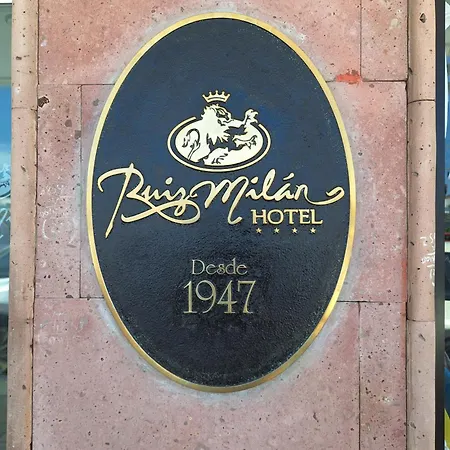 Ruiz Milán
HOTEL
★ ★ ★ ★
Desde
1947